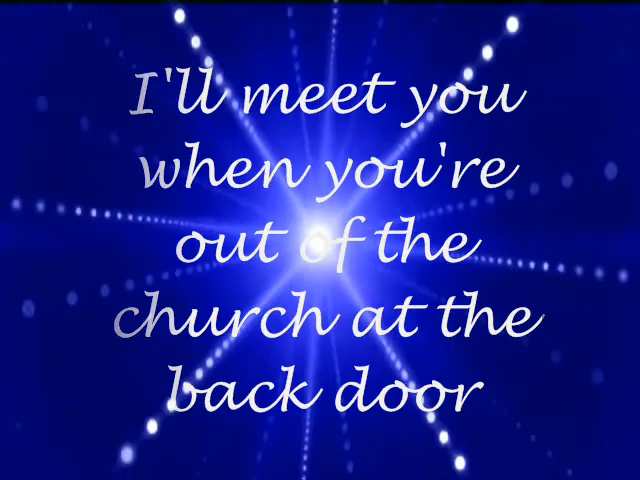 I'll meet you
when you're
out of the
church at the
back door